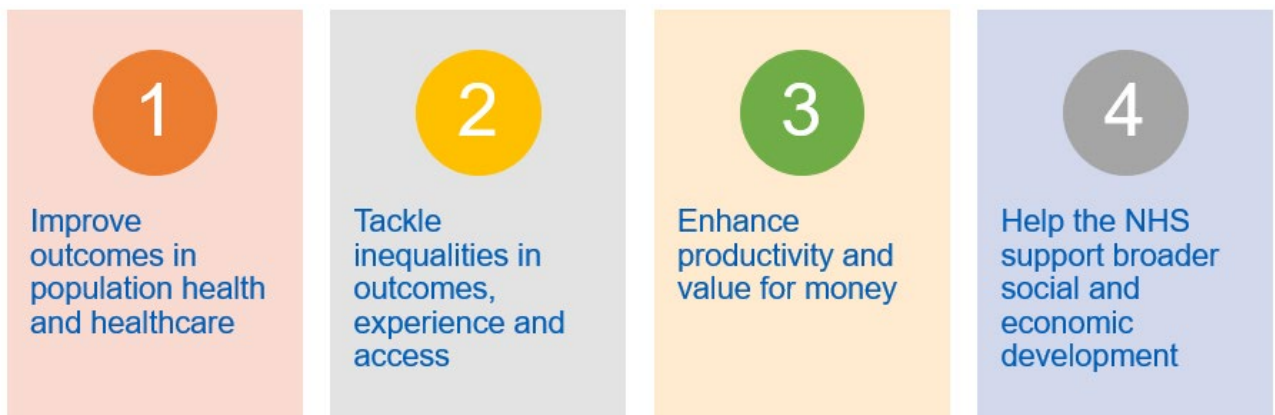 1
Improve
outcomes in
population health
and healthcare
2
Tackle
inequalities in
outcomes,
experience and
access
3
Enhance
productivity and
value for money
4
Help the NHS
support broader
social and
economic
development